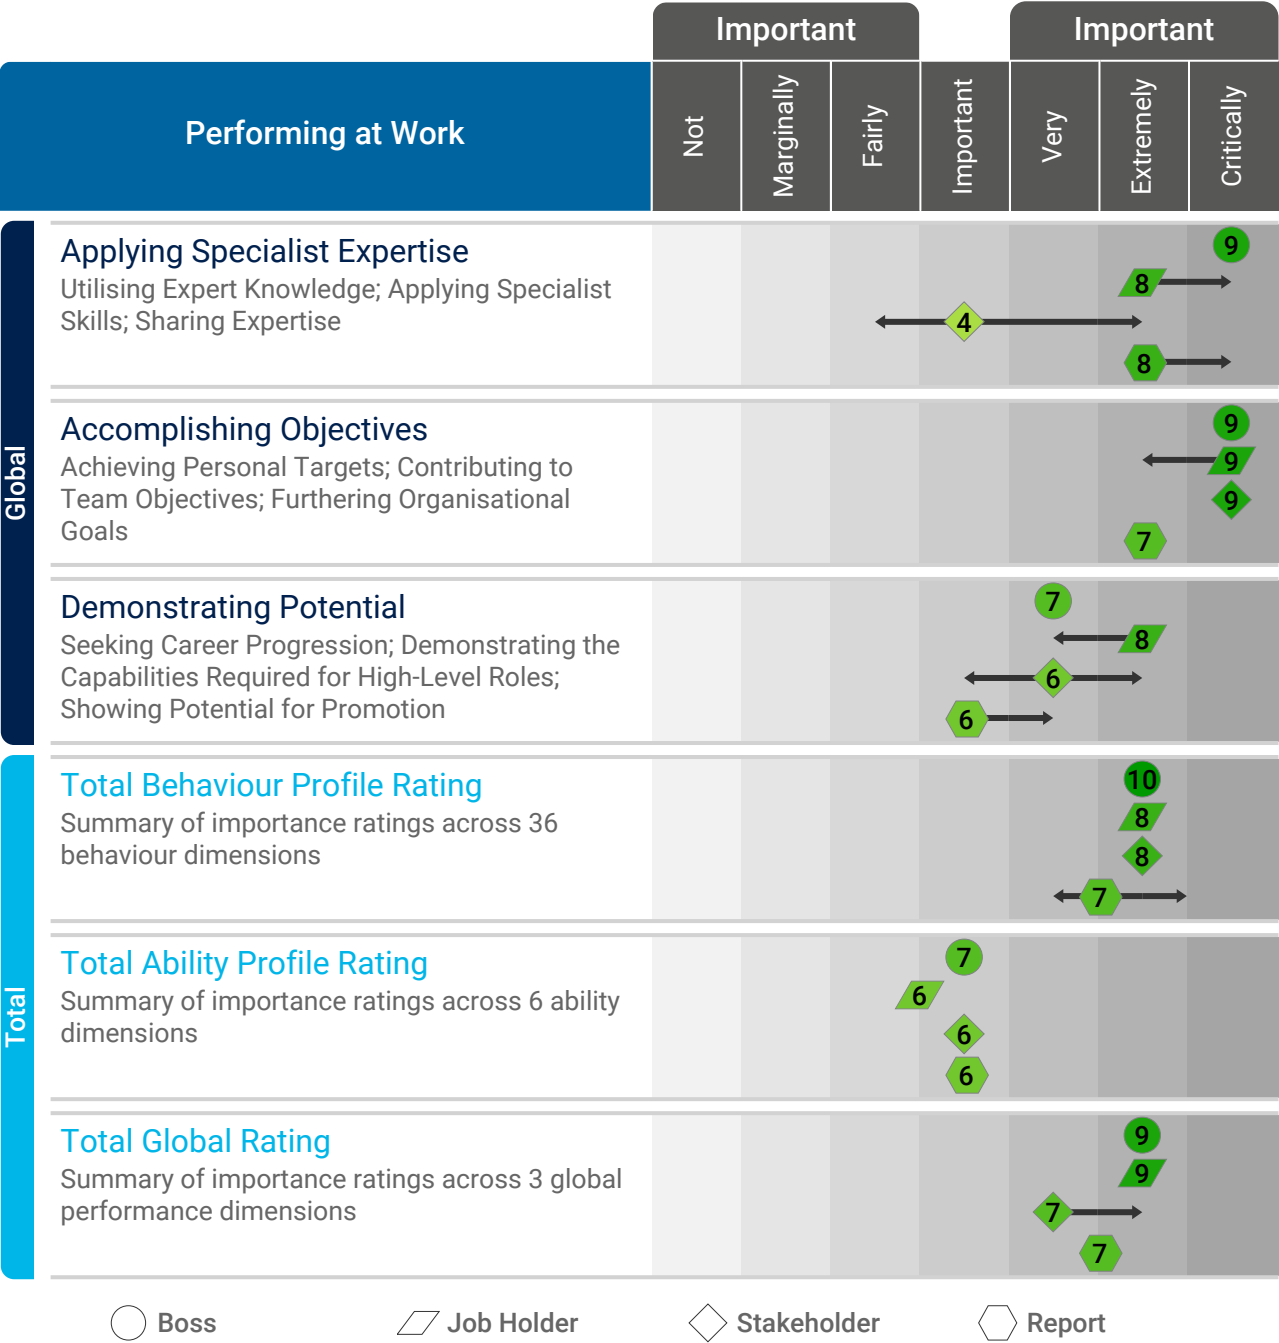 Important
Important
Performing at Work
Not
Marginally
Fairly
Important
Very
Extremely
Critically
Global
Applying Specialist Expertise
Utilising Expert Knowledge; Applying Specialist
Skills; Sharing Expertise
9
8
4
8
Accomplishing Objectives
Achieving Personal Targets; Contributing to
Team Objectives; Furthering Organisational
Goals
9
9
9
7
Demonstrating Potential
Seeking Career Progression; Demonstrating the
Capabilities Required for High-Level Roles;
Showing Potential for Promotion
7
8
6
6
Total
Total Behaviour Profile Rating
Summary of importance ratings across 36
behaviour dimensions
10
8
8
7
Total Ability Profile Rating
Summary of importance ratings across 6 ability
dimensions
7
6
6
6
Total Global Rating
Summary of importance ratings across 3 global
performance dimensions
9
9
7
7
Boss
Job Holder
Stakeholder
Report